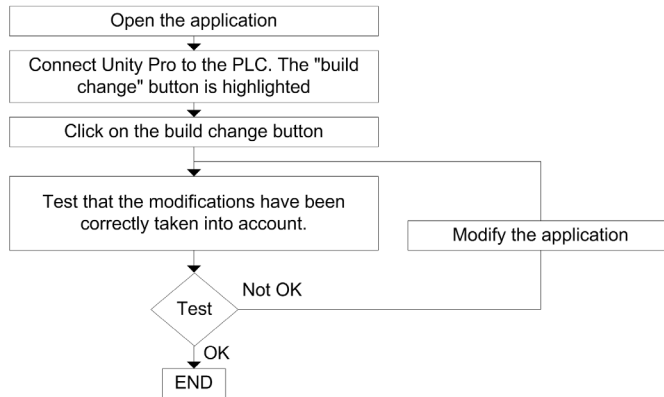 Open the application
Connect Unity Pro to the PLC. The "build
change" button is highlighted
Click on the build change button
Test that the modifications have been
correctly taken into account.
Modify the application
Test
Not OK
OK
END